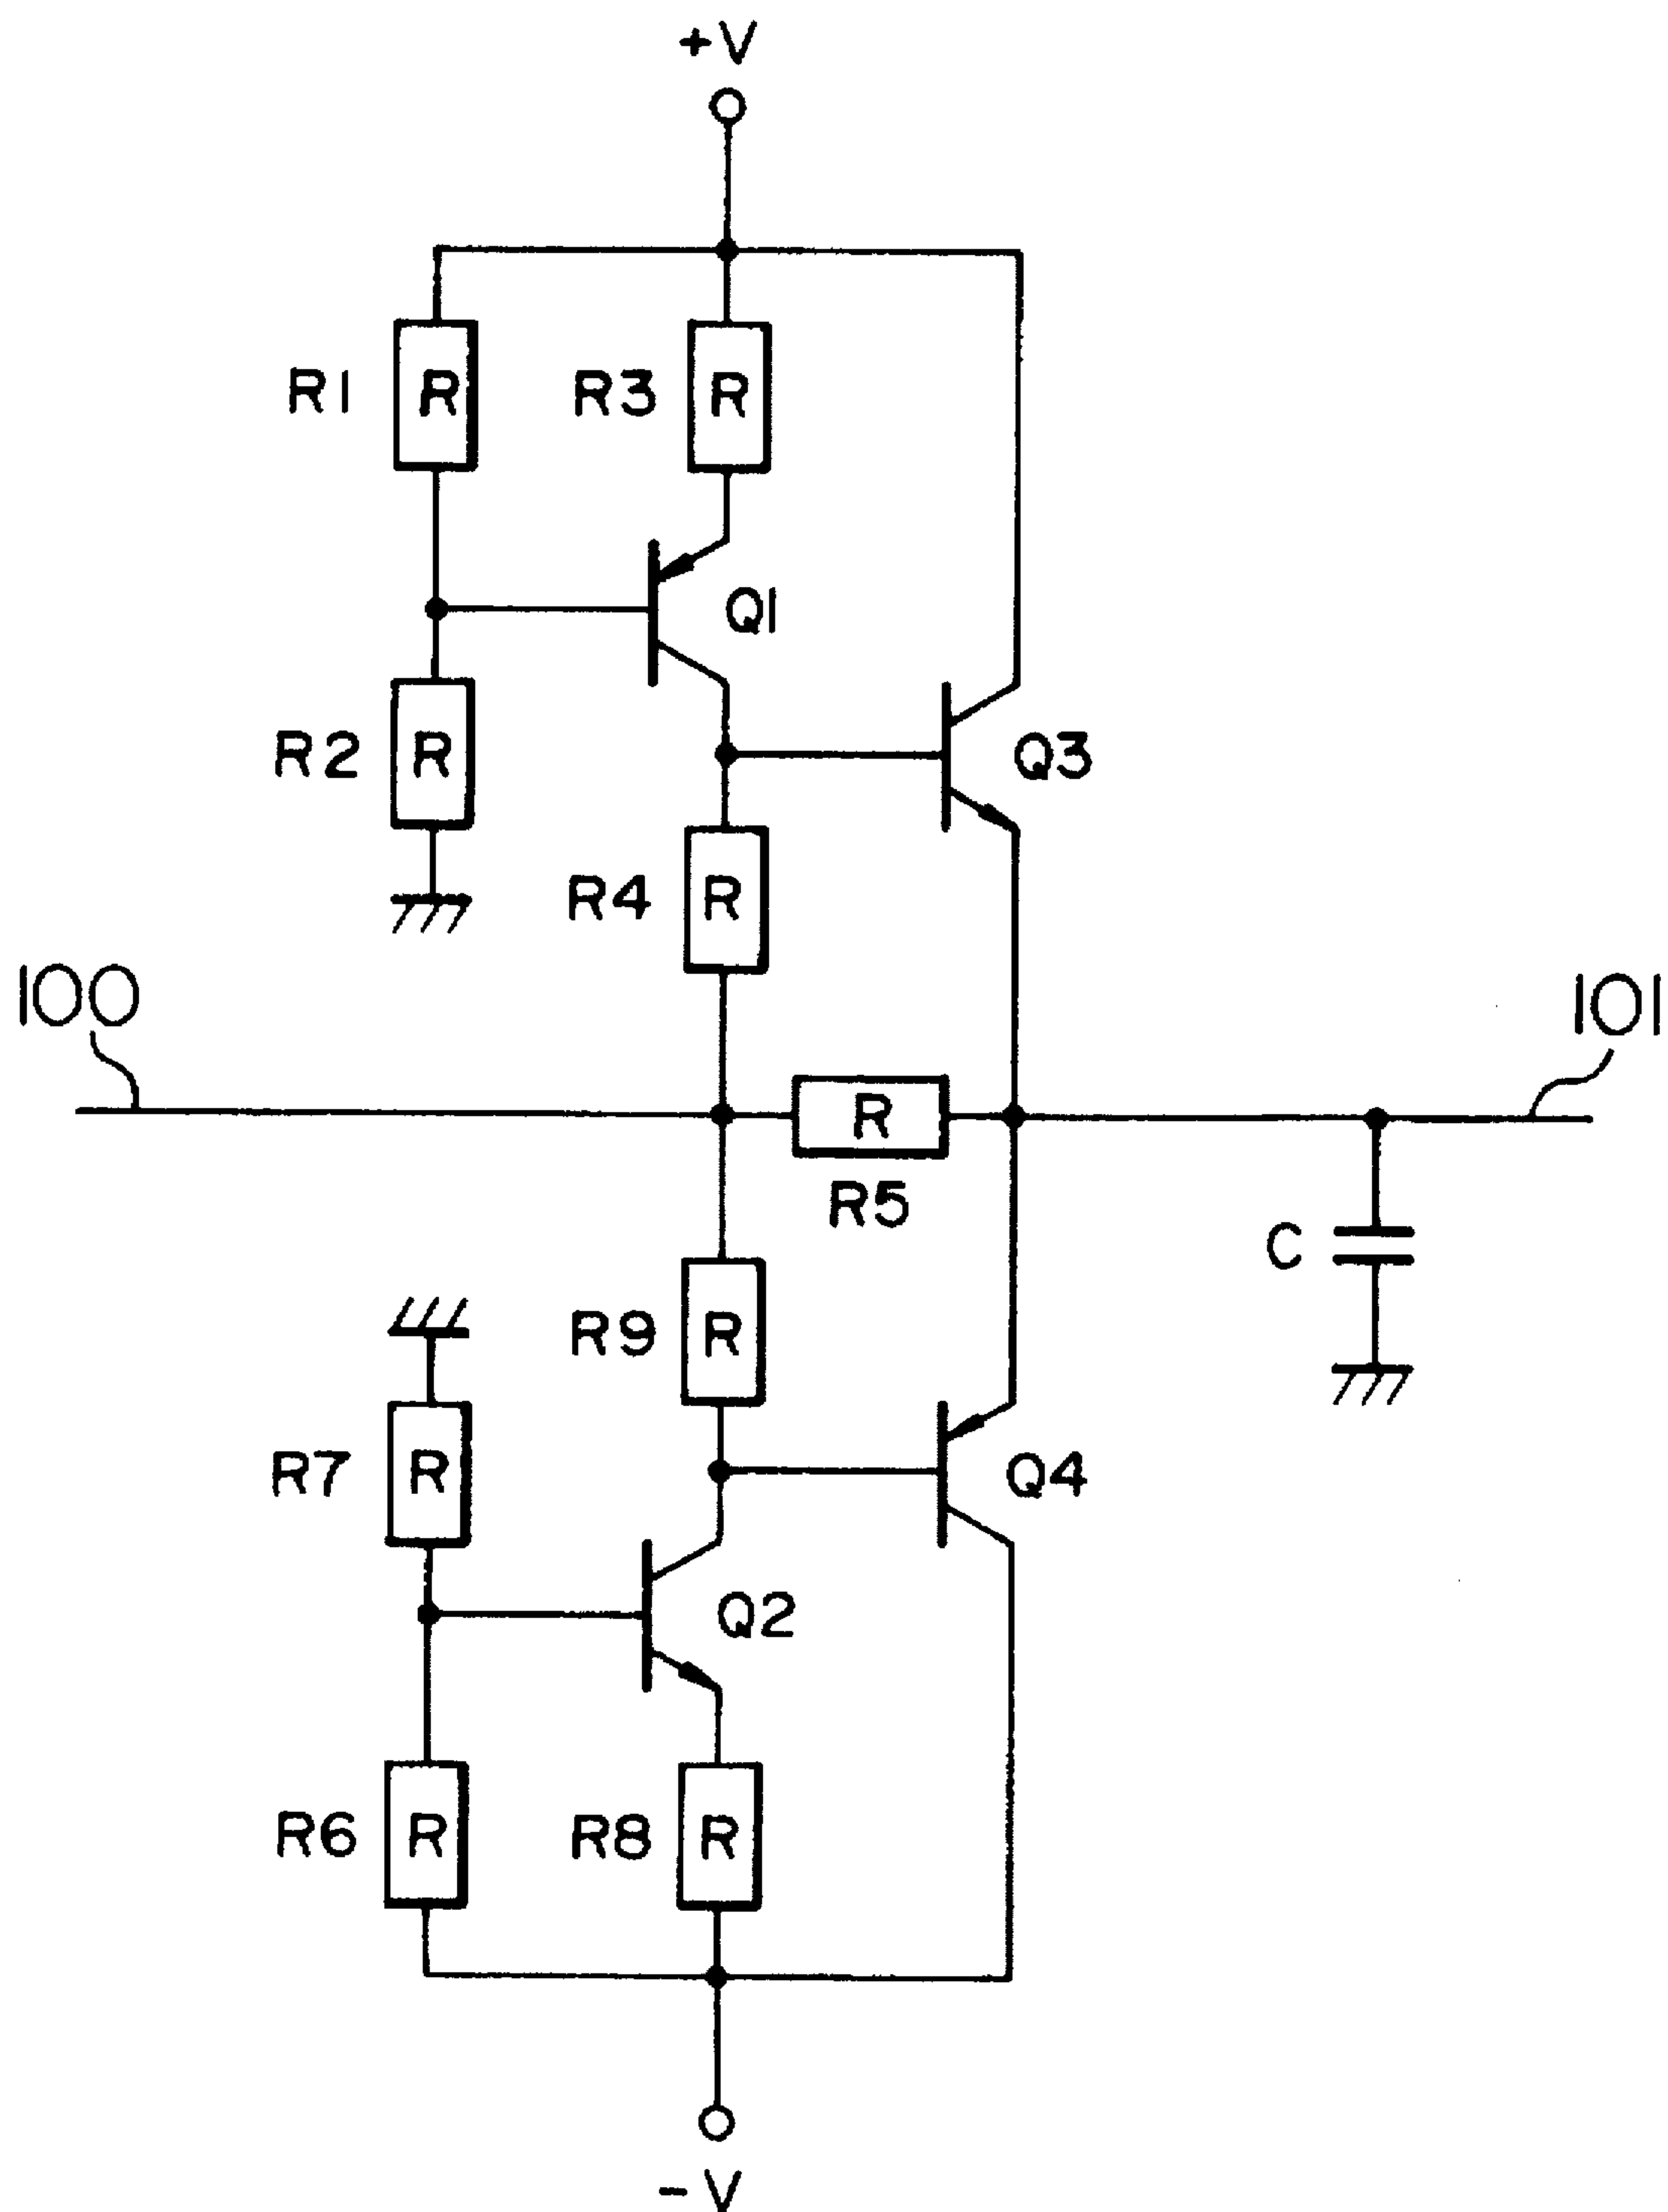 +V
R1 R R3 R
Q1
R2 R Q3
R4 R
100 101
R
R5
C
R9 R
R7 R Q4
Q2
R6 R R8 R
-V